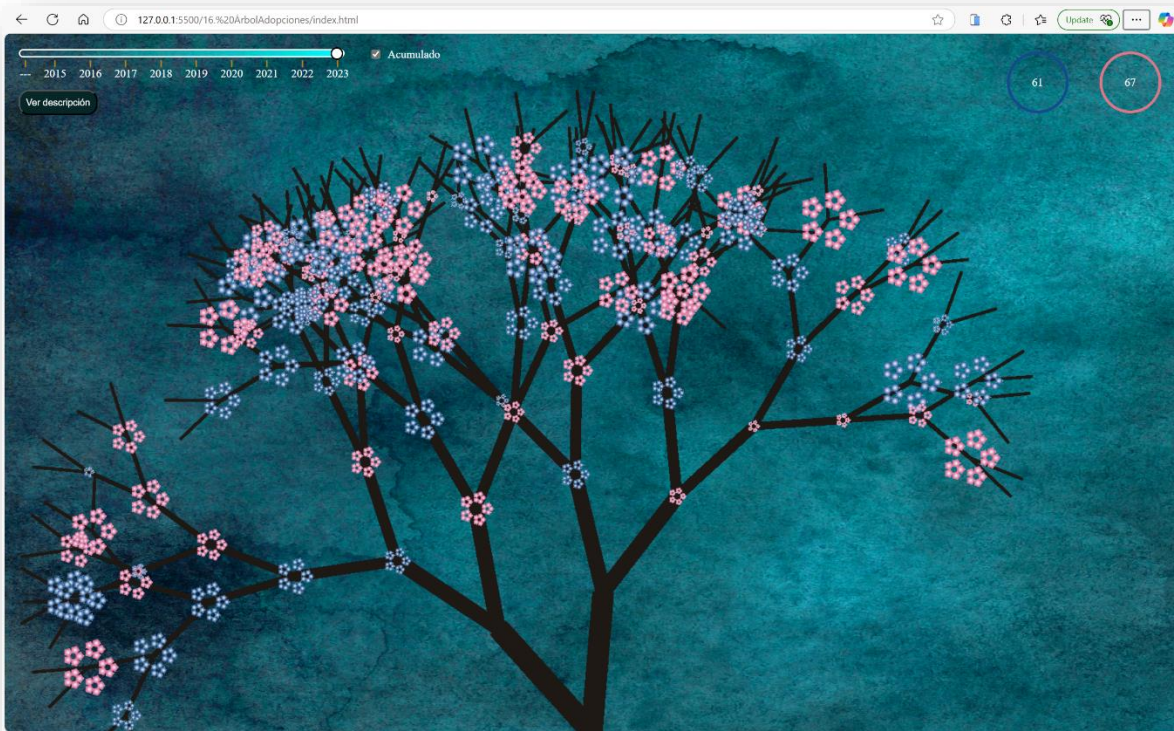 127.0.0.1:5500/16.%20ArbolAdopciones/index.html
Update
--- 2015 2016 2017 2018 2019 2020 2021 2022 2023
Acumulado
61
67
Ver descripción